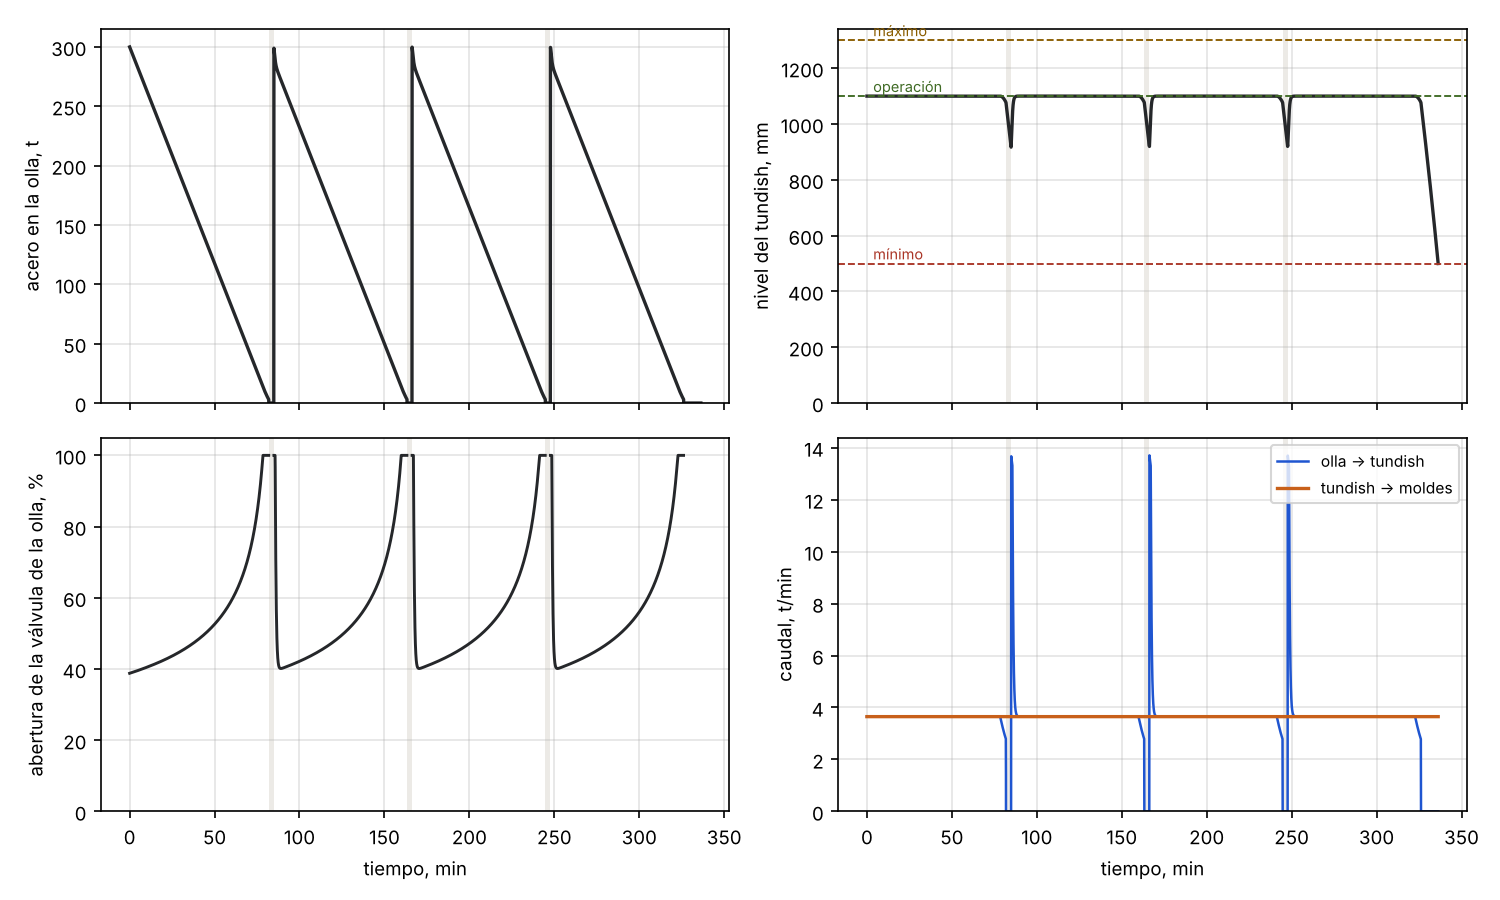 acero en la olla, t
300
250
200
150
100
50
0
nivel del tundish, mm
1200
1000
800
600
400
200
0
máximo
operación
mínimo
abertura de la válvula de la olla, %
100
80
60
40
20
0
0 50 100 150 200 250 300 350
tiempo, min
caudal, t/min
14
12
10
8
6
4
2
0
olla → tundish
tundish → moldes
0 50 100 150 200 250 300 350
tiempo, min